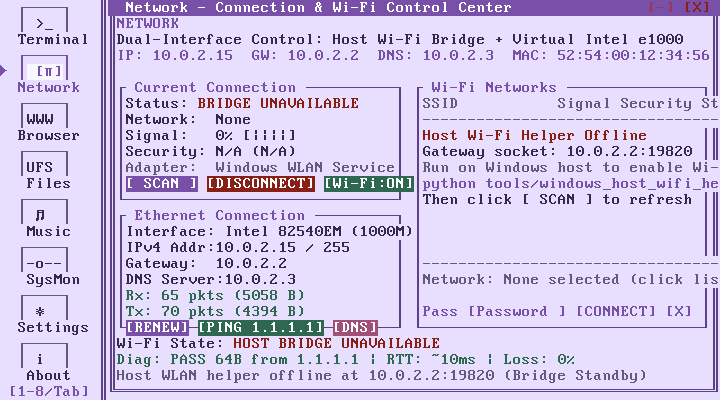 >_
Terminal
[π]
Network
WWW
Browser
UFS
Files
♫
Music
-o--
SysMon
*
Settings
i
About
[1-8/Tab]
Network - Connection & Wi-Fi Control Center [-] [X]
NETWORK
Dual-Interface Control: Host Wi-Fi Bridge + Virtual Intel e1000
IP: 10.0.2.15 GW: 10.0.2.2 DNS: 10.0.2.3 MAC: 52:54:00:12:34:56
Current Connection
Status: BRIDGE UNAVAILABLE
Network: None
Signal: 0% [¦¦¦¦]
Security: N/A (N/A)
Adapter: Windows WLAN Service
[ SCAN ] [DISCONNECT] [Wi-Fi:ON]
Ethernet Connection
Interface: Intel 82540EM (1000M)
IPv4 Addr:10.0.2.15 / 255
Gateway: 10.0.2.2
DNS Server:10.0.2.3
Rx: 65 pkts (5058 B)
Tx: 70 pkts (4394 B)
[RENEW] [PING 1.1.1.1] [DNS]
Wi-Fi Networks
SSID Signal Security St
Host Wi-Fi Helper Offline
Gateway socket: 10.0.2.2:19820
Run on Windows host to enable Wi-
python tools/windows_host_wifi_he
Then click [ SCAN ] to refresh
Network: None selected (click lis
Pass [Password ] [CONNECT] [X]
Wi-Fi State: HOST BRIDGE UNAVAILABLE
Diag: PASS 64B from 1.1.1.1 ¦ RTT: ~10ms ¦ Loss: 0%
Host WLAN helper offline at 10.0.2.2:19820 (Bridge Standby)